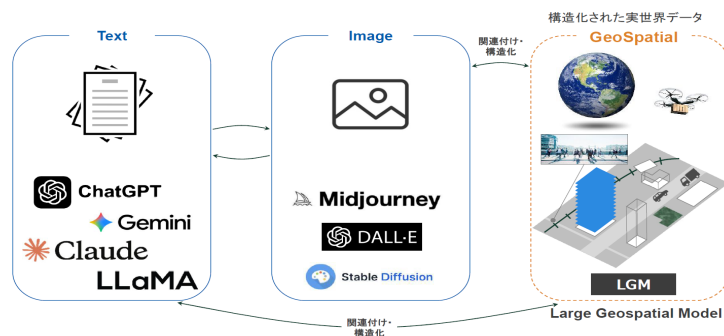 構造化された実世界データ
Text
Image
関連付け・
構造化
GeoSpatial
ChatGPT
Gemini
Claude
LLaMA
Midjourney
DALL·E
Stable Diffusion
LGM
Large Geospatial Model
関連付け・
構造化